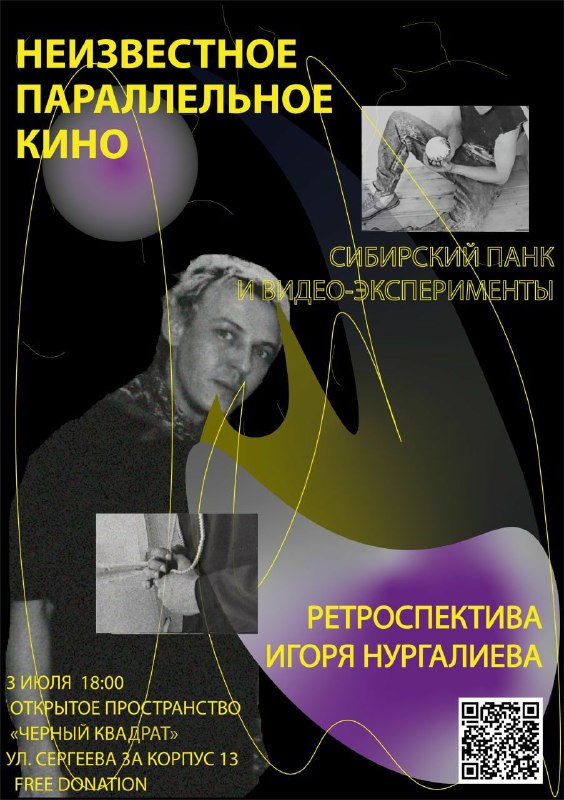 НЕИЗВЕСТНОЕ
ПАРАЛЛЕЛЬНОЕ
КИНО
СИБИРСКИЙ ПАНК
И ВИДЕО-ЭКСПЕРИМЕНТЫ
РЕТРОСПЕКТИВА
ИГОРЯ НУРГАЛИЕВА
3 ИЮЛЯ 18:00
ОТКРЫТОЕ ПРОСТРАНСТВО
«ЧЕРНЫЙ КВАДРАТ»
УЛ. СЕРГЕЕВА 3А КОРПУС 13
FREE DONATION